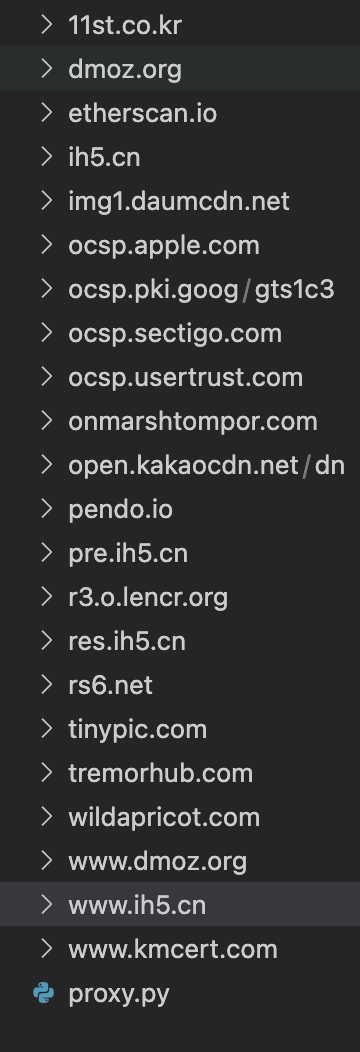 11st.co.kr
dmoz.org
etherscan.io
ih5.cn
img1.daumcdn.net
ocsp.apple.com
ocsp.pki.goog/gts1c3
ocsp.sectigo.com
ocsp.usertrust.com
onmarshtompor.com
open.kakaocdn.net/dn
pendo.io
pre.ih5.cn
r3.o.lencr.org
res.ih5.cn
rs6.net
tinypic.com
tremorhub.com
wildapricot.com
www.dmoz.org
www.ih5.cn
www.kmcert.com
proxy.py